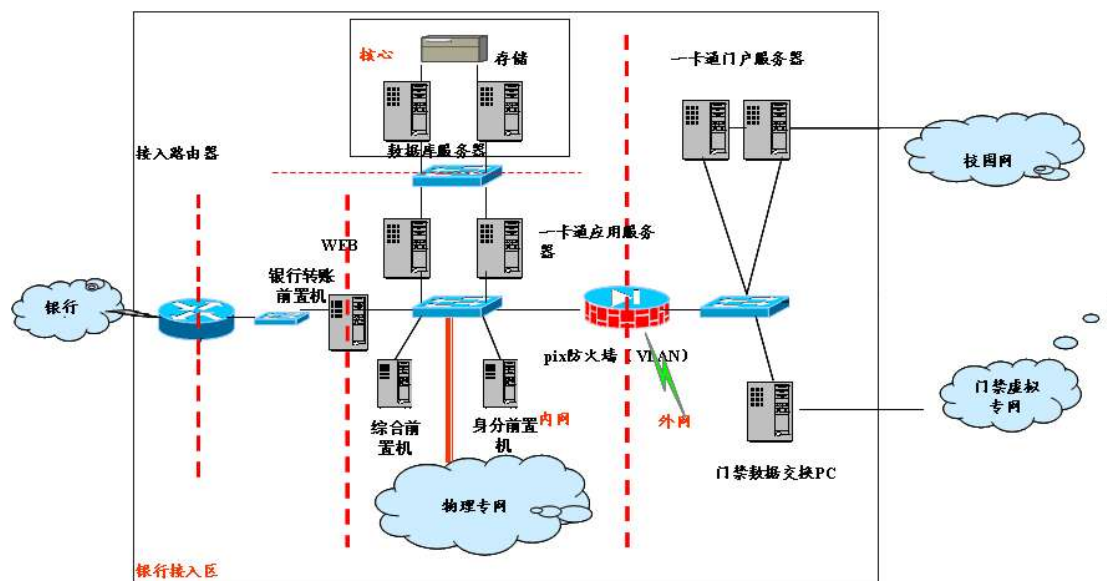 核心
存储
一卡通门户服务器
接入路由器
数据库服务器
校园网
WEB
一卡通应用服务
器
银行转账
前置机
银行
pix防火墙（VLAN）
门禁虚拟
专网
综合前
置机
身分前置
机
内网
外网
门禁数据交换PC
物理专网
银行接入区